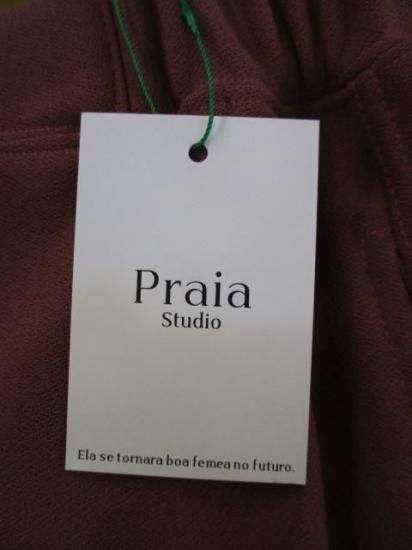 Praia
Studio
Ela se tornara boa femea no futuro.